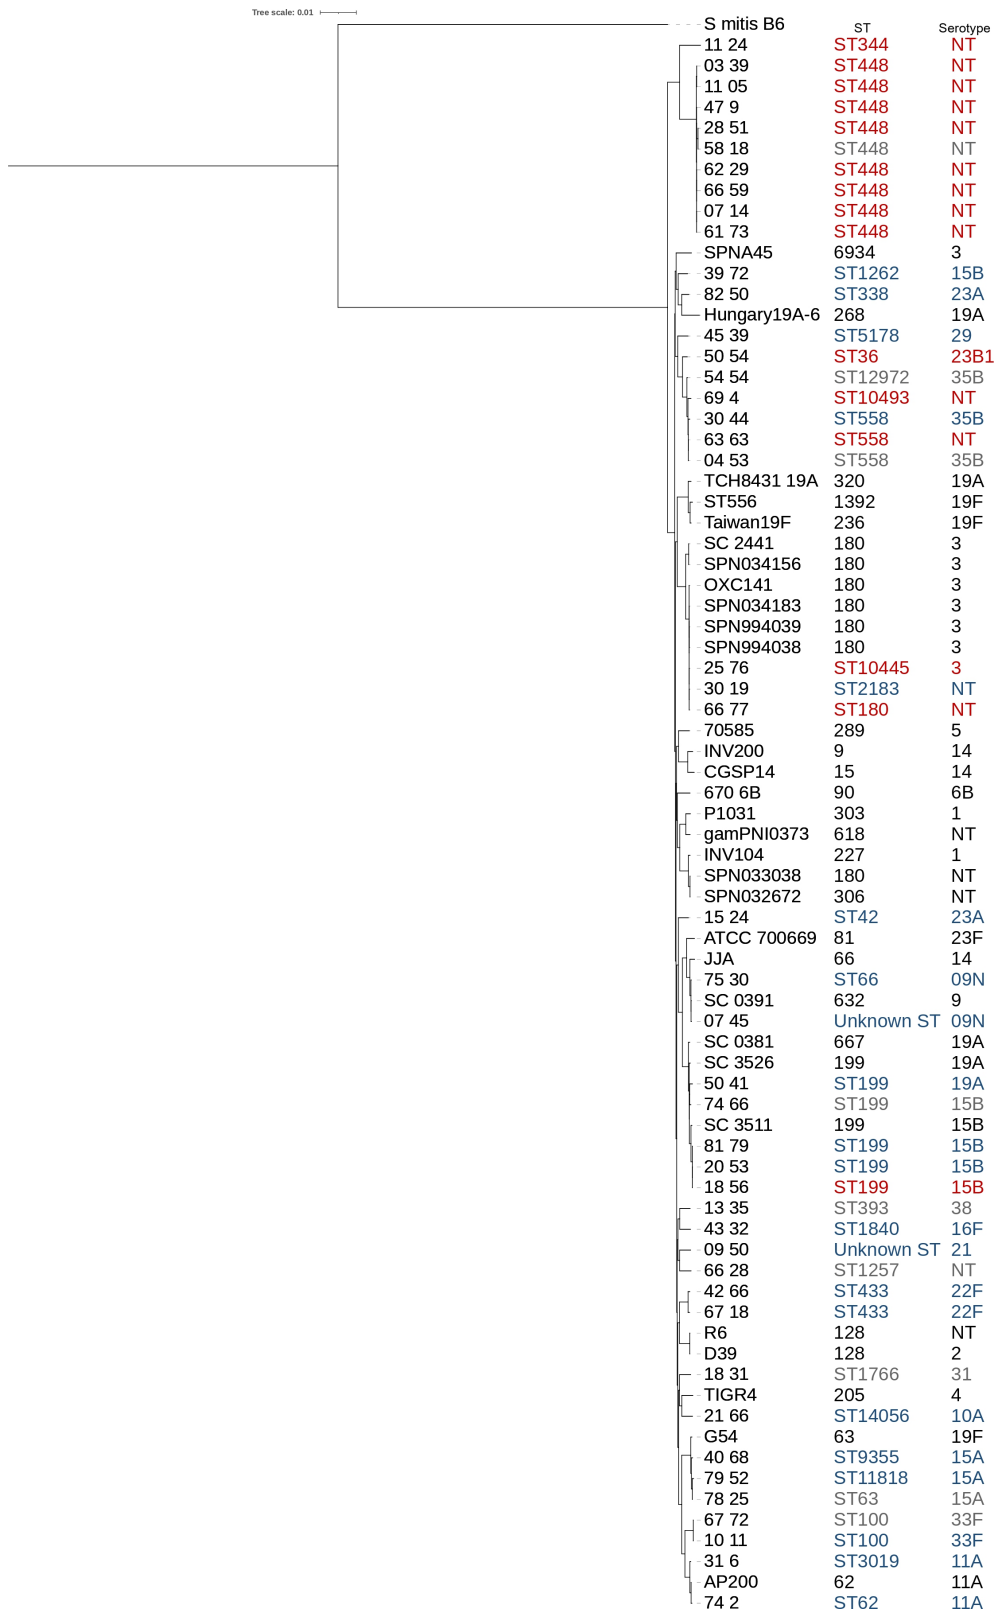 Tree scale: 0.01
ST Serotype
S mitis B6
11 24 ST344 NT
03 39 ST448 NT
11 05 ST448 NT
47 9 ST448 NT
28 51 ST448 NT
58 18 ST448 NT
62 29 ST448 NT
66 59 ST448 NT
07 14 ST448 NT
61 73 ST448 NT
SPNA45 6934 3
39 72 ST1262 15B
82 50 ST338 23A
Hungary19A-6 268 19A
45 39 ST5178 29
50 54 ST36 23B1
54 54 ST12972 35B
69 4 ST10493 NT
30 44 ST558 35B
63 63 ST558 NT
04 53 ST558 35B
TCH8431 19A 320 19A
ST556 1392 19F
Taiwan19F 236 19F
SC 2441 180 3
SPN034156 180 3
OXC141 180 3
SPN034183 180 3
SPN994039 180 3
SPN994038 180 3
25 76 ST10445 3
30 19 ST2183 NT
66 77 ST180 NT
70585 289 5
INV200 9 14
CGSP14 15 14
670 6B 90 6B
P1031 303 1
gamPNI0373 618 NT
INV104 227 1
SPN033038 180 NT
SPN032672 306 NT
15 24 ST42 23A
ATCC 700669 81 23F
JJA 66 14
75 30 ST66 09N
SC 0391 632 9
07 45 Unknown ST 09N
SC 0381 667 19A
SC 3526 199 19A
50 41 ST199 19A
74 66 ST199 15B
SC 3511 199 15B
81 79 ST199 15B
20 53 ST199 15B
18 56 ST199 15B
13 35 ST393 38
43 32 ST1840 16F
09 50 Unknown ST 21
66 28 ST1257 NT
42 66 ST433 22F
67 18 ST433 22F
R6 128 NT
D39 128 2
18 31 ST1766 31
TIGR4 205 4
21 66 ST14056 10A
G54 63 19F
40 68 ST9355 15A
79 52 ST11818 15A
78 25 ST63 15A
67 72 ST100 33F
10 11 ST100 33F
31 6 ST3019 11A
AP200 62 11A
74 2 ST62 11A